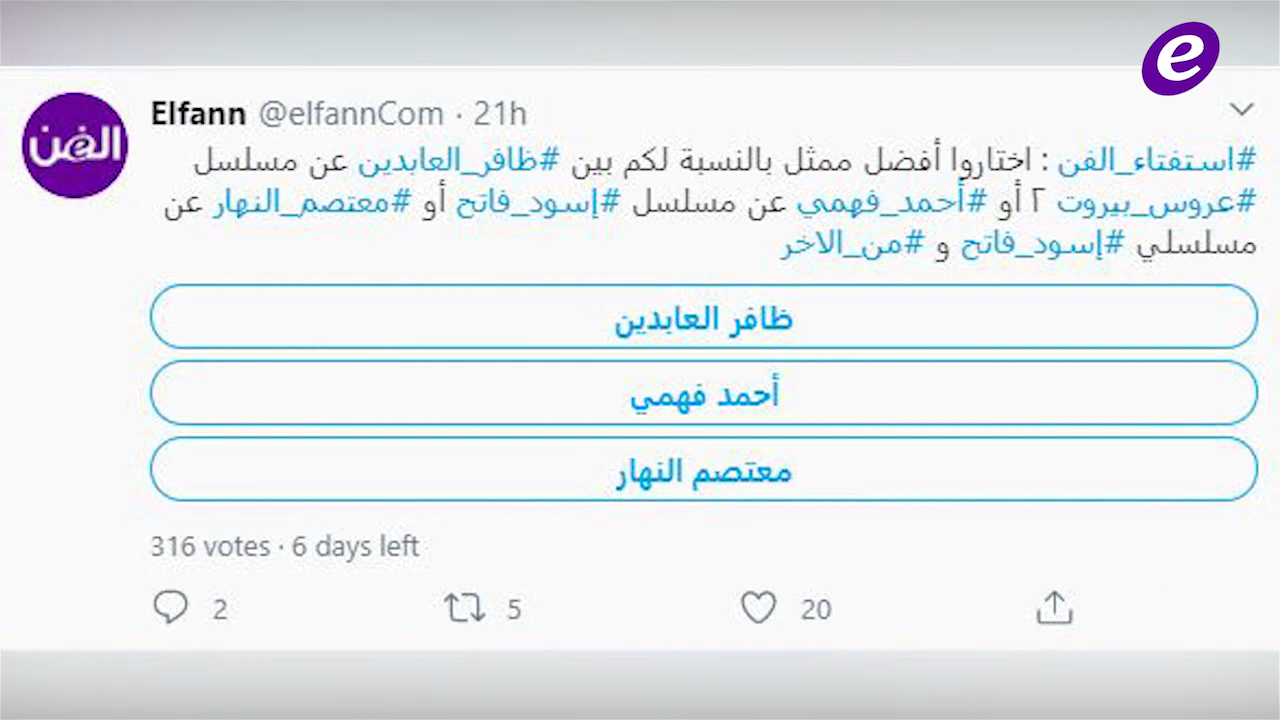 e
الفن
Elfann @elfannCom · 21h
#استفتاء_الفن : اختاروا أفضل ممثل بالنسبة لكم بين #ظافر_العابدين عن مسلسل
#عروس_بيروت ٢ أو #أحمد_فهمي عن مسلسل #إسود_فاتح أو #معتصم_النهار عن
مسلسلي #إسود_فاتح و #من_الاخر
ظافر العابدين
أحمد فهمي
معتصم النهار
316 votes · 6 days left
2 5 20